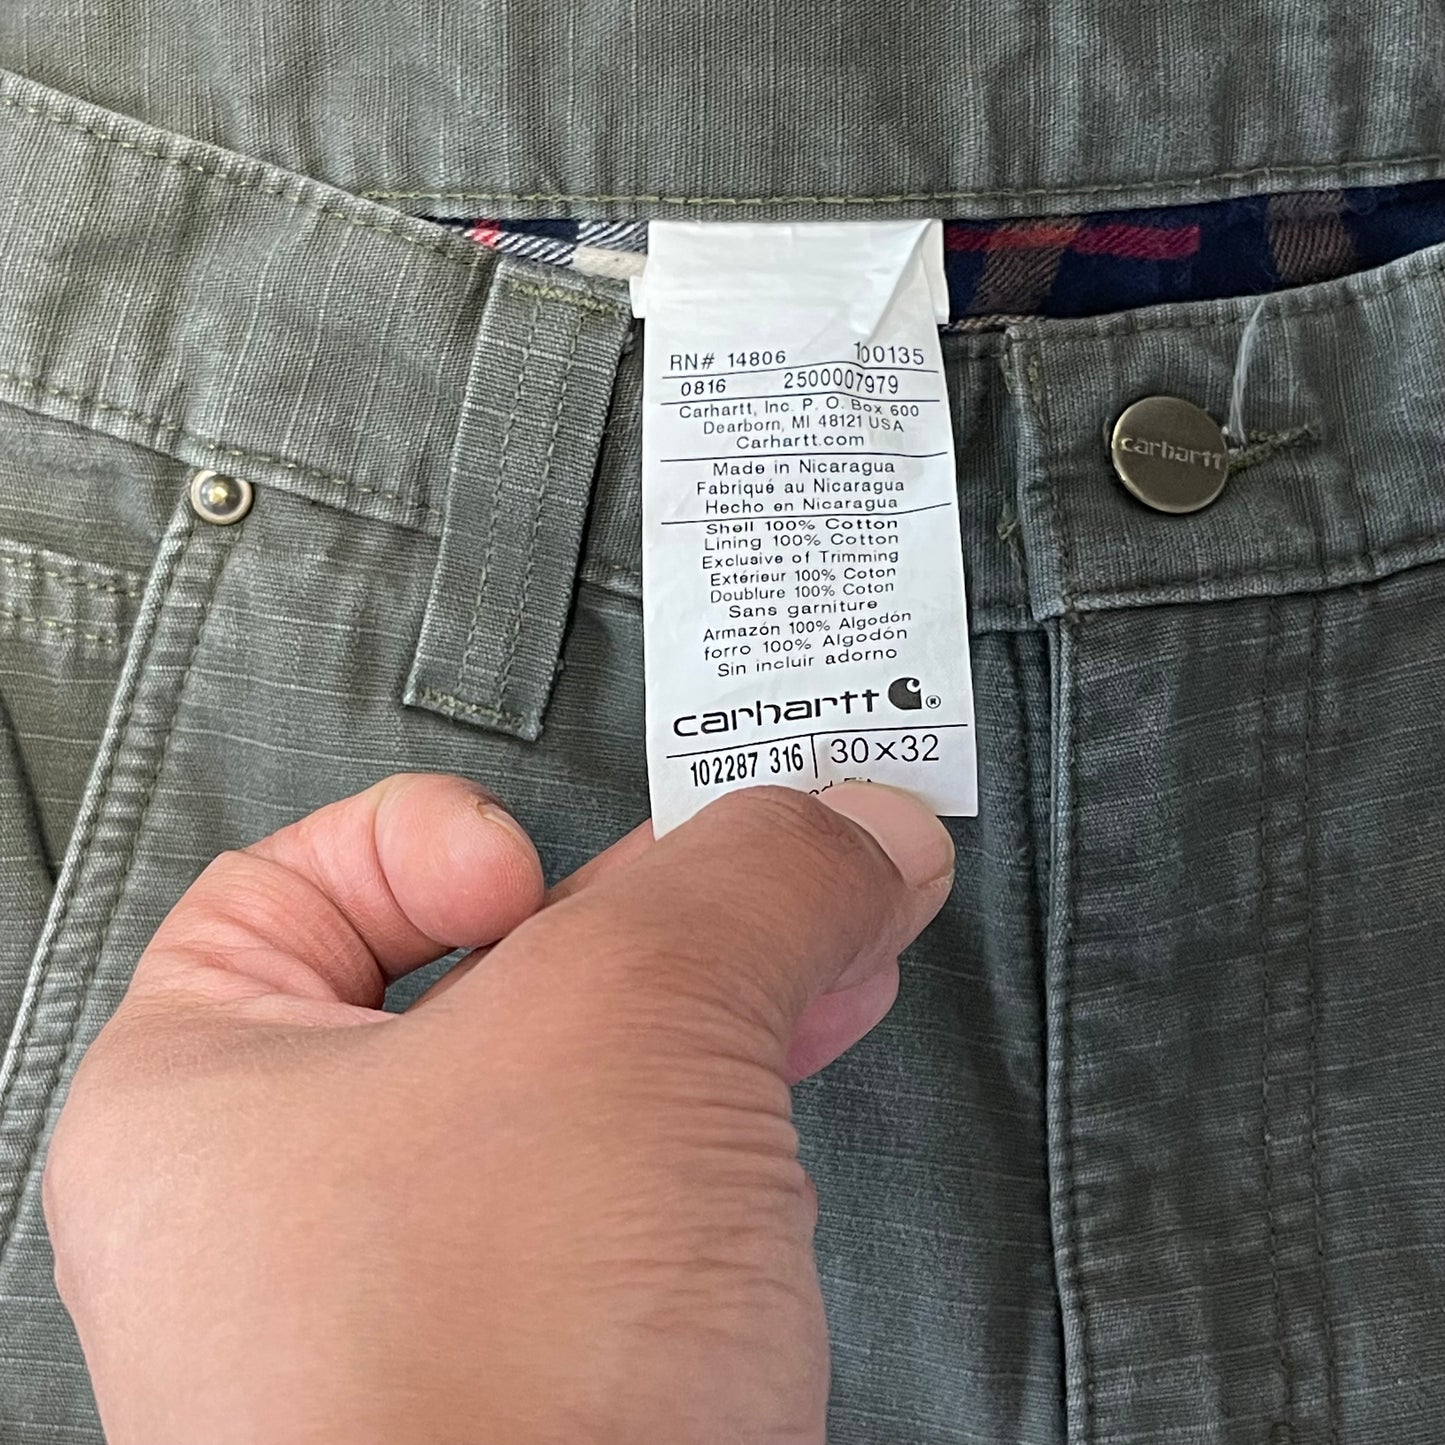 RN# 14806 100135
0816 2500007979
Carhartt, Inc. P. O. Box 600
Dearborn, MI 48121 USA
Carhartt.com
Made in Nicaragua
Fabriqué au Nicaragua
Hecho en Nicaragua
Shell 100% Cotton
Lining 100% Cotton
Exclusive of Trimming
Extérieur 100% Coton
Doublure 100% Coton
Sans garniture
Armazón 100% Algodón
forro 100% Algodón
Sin incluir adorno
carhartt ®
102287 316 30×32
carhartt